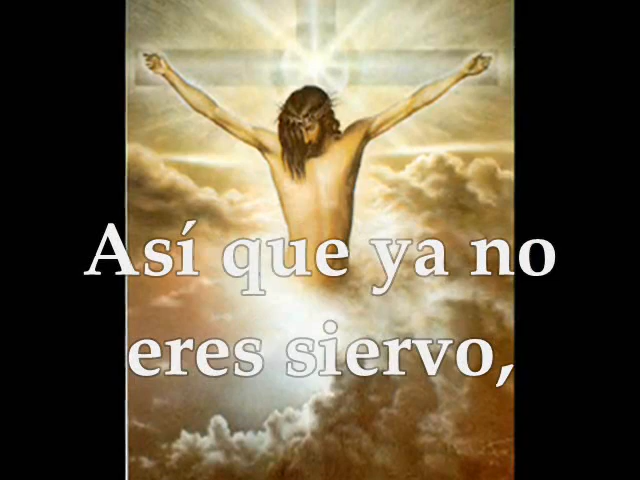 Así que ya no
eres siervo,